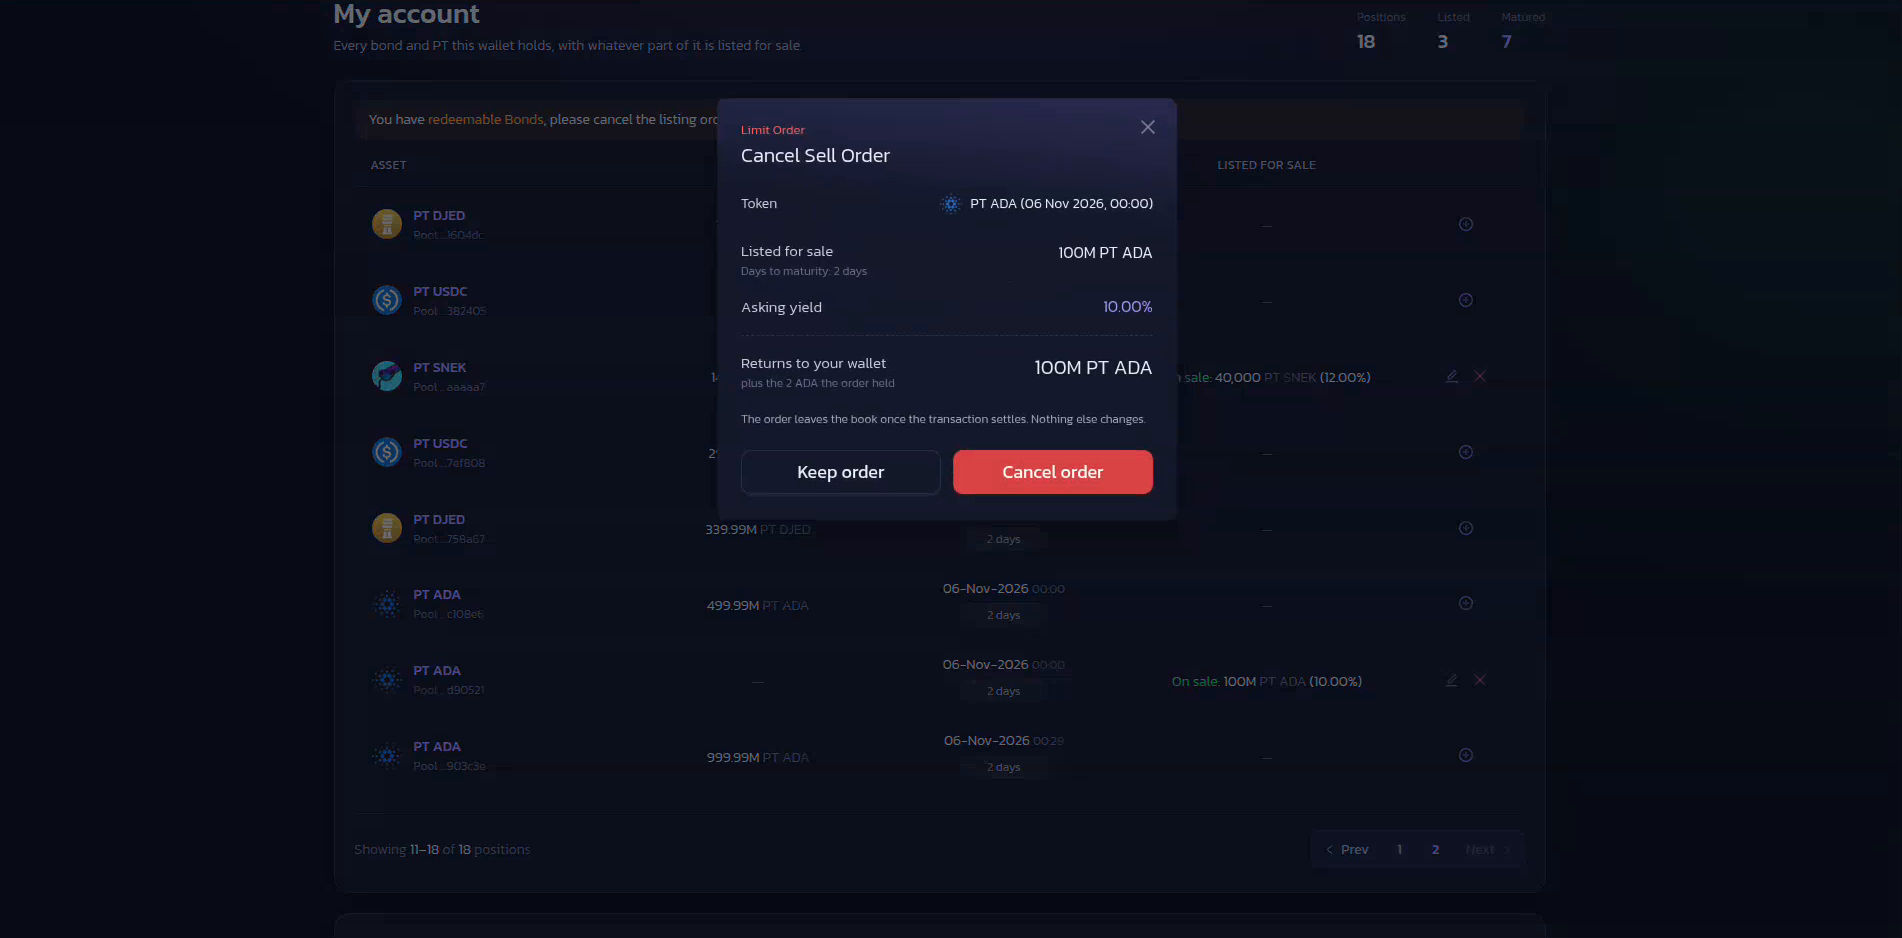 My account
Every bond and PT this wallet holds, with whatever part of it is listed for sale.
Positions
18
Listed
3
Matured
7
You have redeemable Bonds, please cancel the listing
ASSET
LISTED FOR SALE
PT DJED
Pool ...1604dc
—
PT USDC
Pool ...382405
—
PT SNEK
Pool ...aaaaa7
sale: 40,000 PT SNEK (12.00%)
PT USDC
Pool ...7ef808
—
PT DJED
Pool ...758a67
339.99M PT DJED
2 days
—
PT ADA
Pool ...c108e6
499.99M PT ADA
06-Nov-2026 00:00
2 days
—
PT ADA
Pool ...d90521
—
06-Nov-2026 00:00
2 days
On sale: 100M PT ADA (10.00%)
PT ADA
Pool ...903c3e
999.99M PT ADA
06-Nov-2026 00:28
2 days
—
Showing 11–18 of 18 positions
Prev 1 2 Next
Limit Order
Cancel Sell Order
Token
PT ADA (06 Nov 2026, 00:00)
Listed for sale
100M PT ADA
Days to maturity: 2 days
Asking yield
10.00%
Returns to your wallet
100M PT ADA
plus the 2 ADA the order held
The order leaves the book once the transaction settles. Nothing else changes.
Keep order
Cancel order